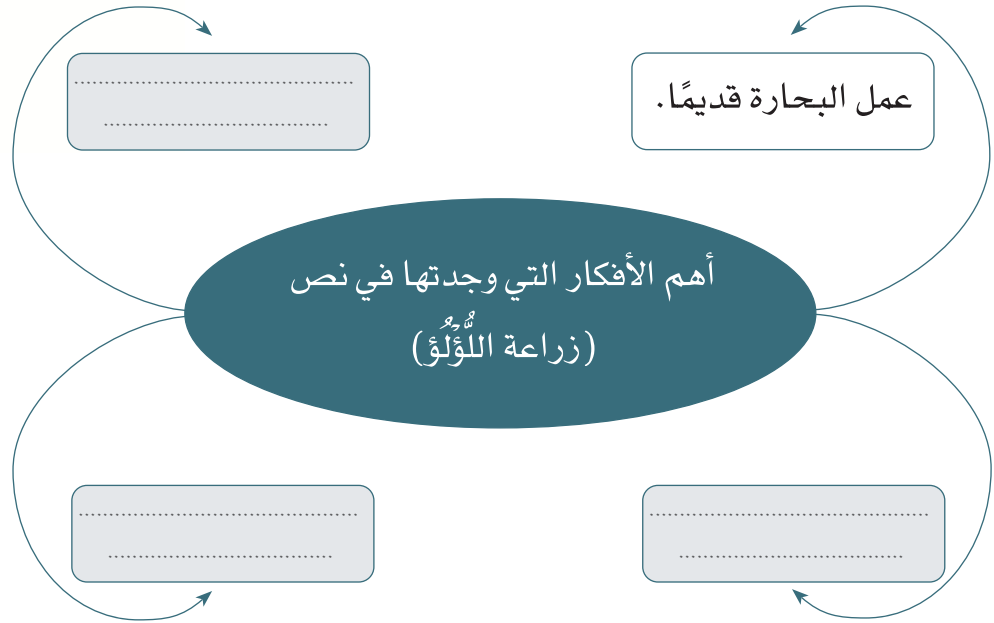 عمل البحارة قديمًا.
أهم الأفكار التي وجدتها في نص
(زراعة اللُّؤْلُؤ)